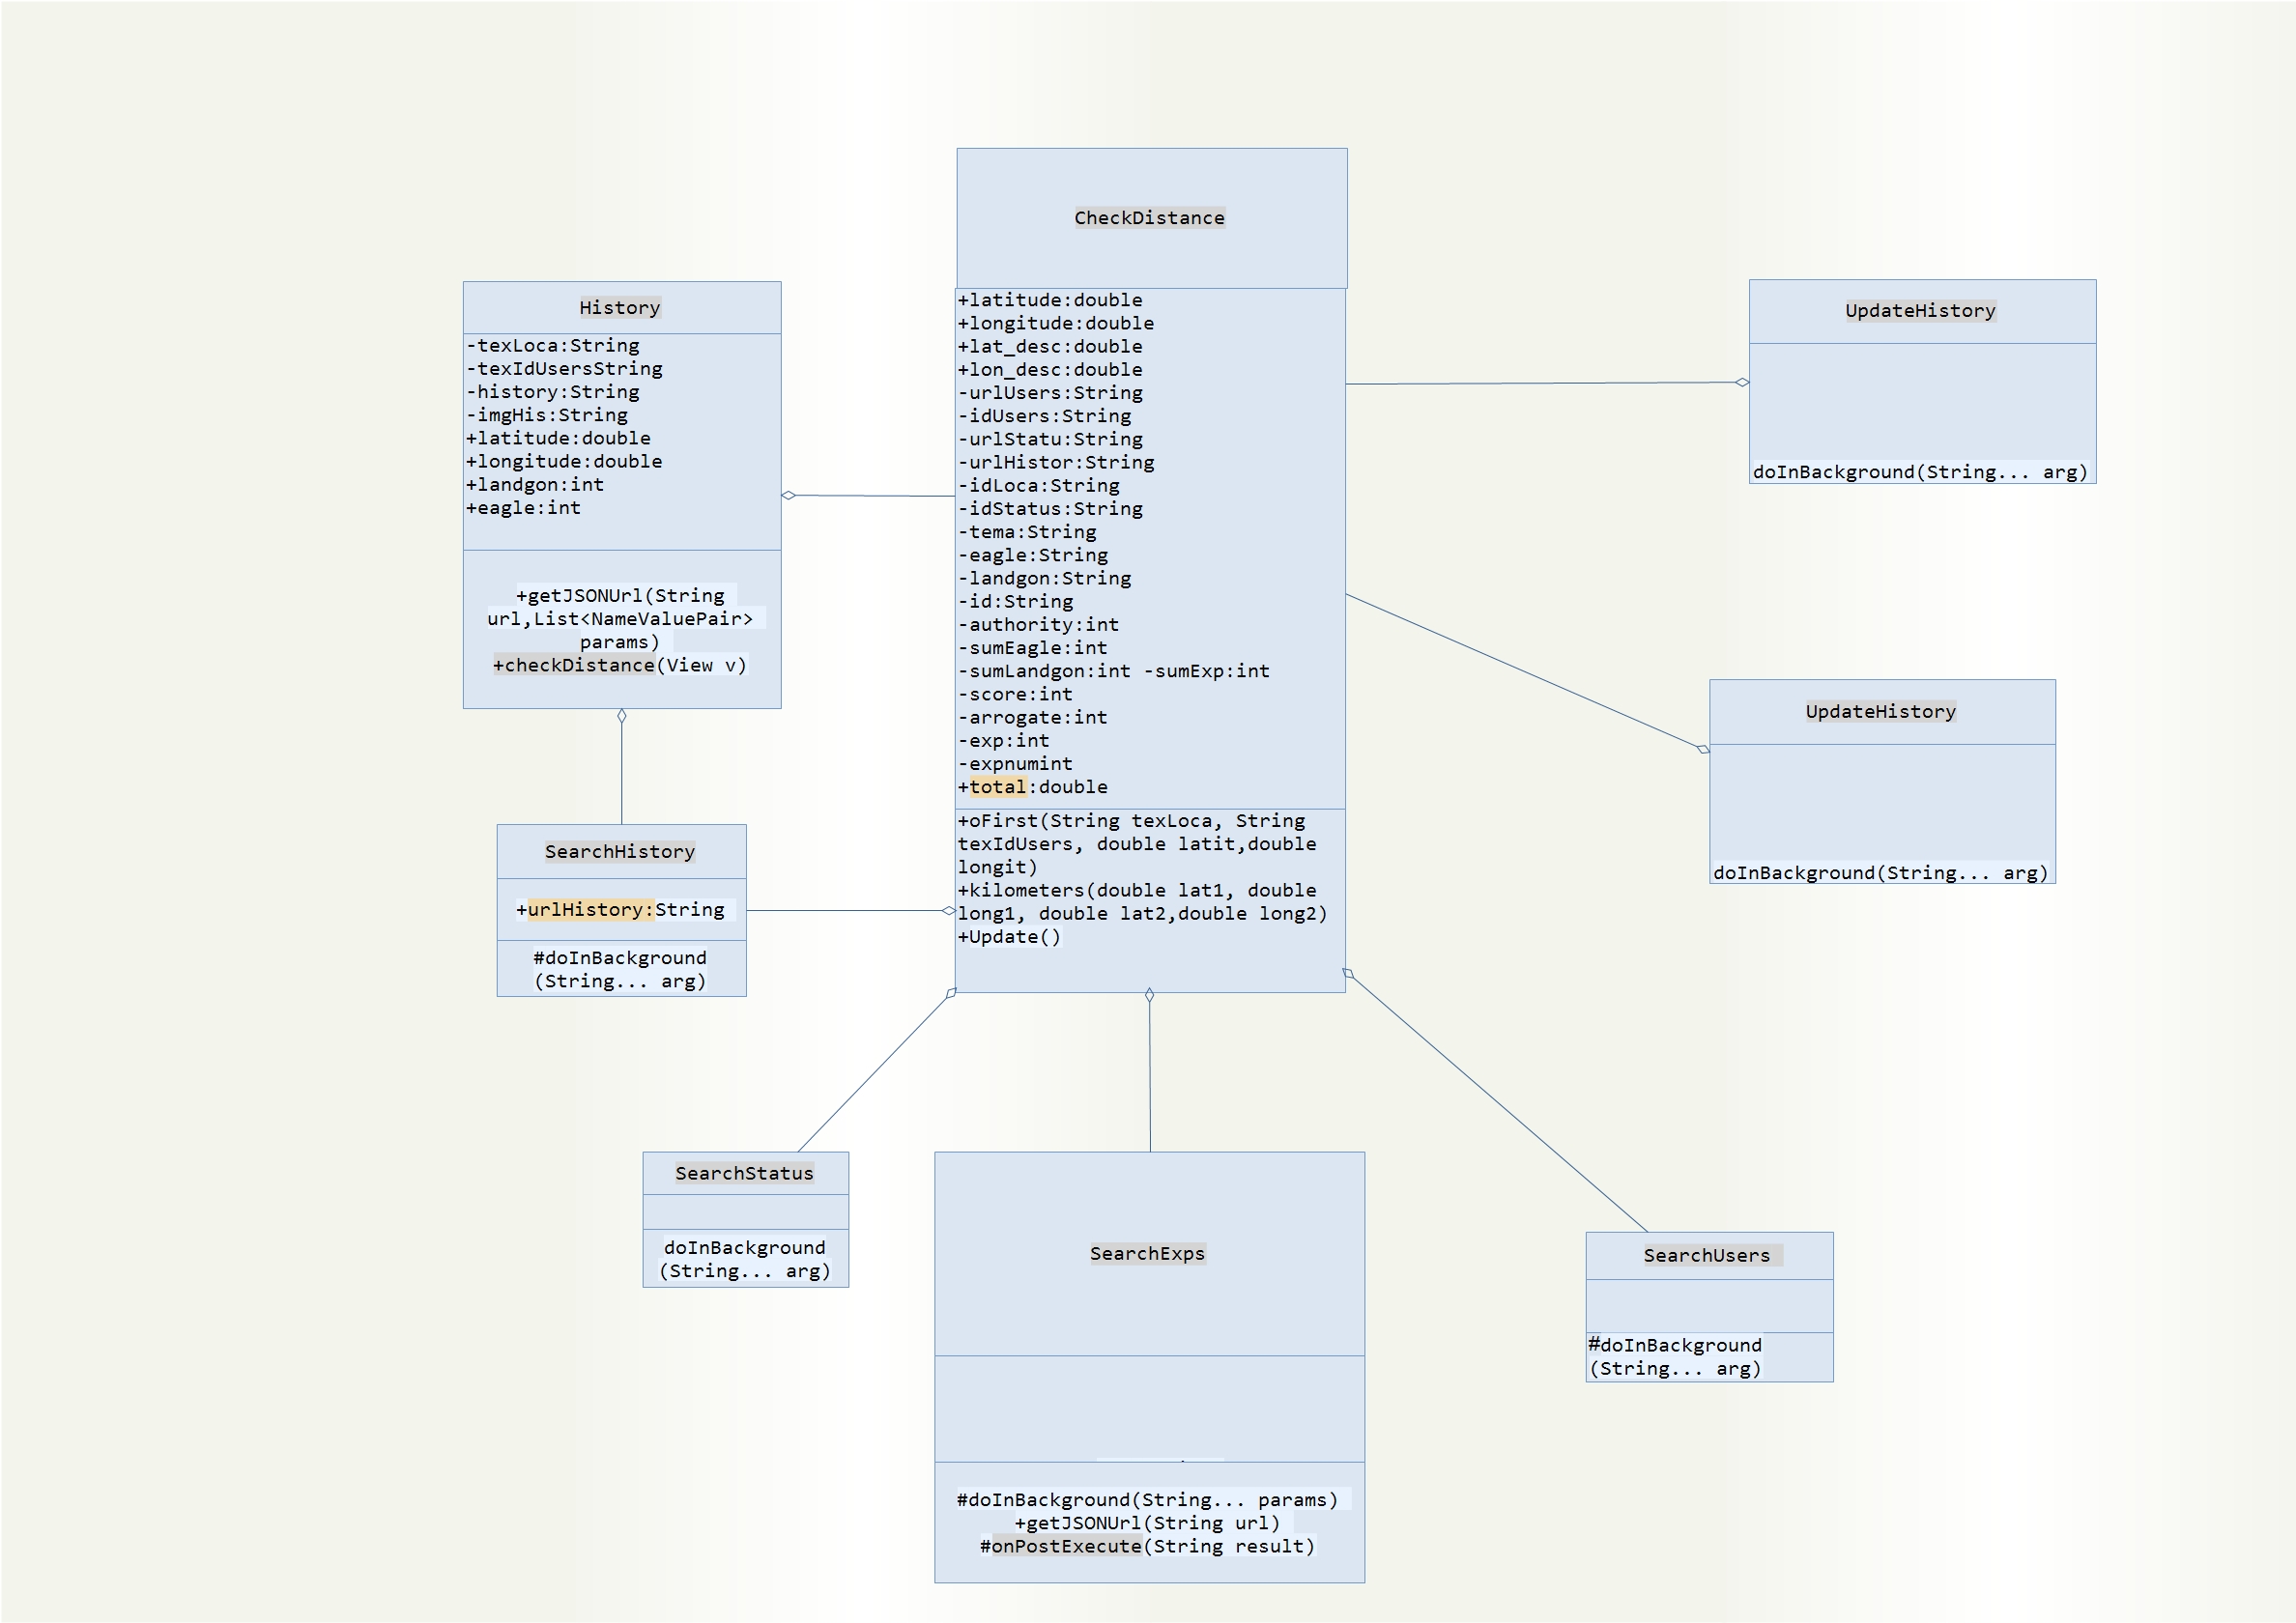 CheckDistance
+latitude:double
+longitude:double
+lat_desc:double
+lon_desc:double
-urlUsers:String
-idUsers:String
-urlStatu:String
-urlHistor:String
-idLoca:String
-idStatus:String
-tema:String
-eagle:String
-landgon:String
-id:String
-authority:int
-sumEagle:int
-sumLandgon:int -sumExp:int
-score:int
-arrogate:int
-exp:int
-expnumint
+total:double
+oFirst(String texLoca, String
texIdUsers, double latit,double
longit)
+kilometers(double lat1, double
long1, double lat2,double long2)
+Update()
History
-texLoca:String
-texIdUsersString
-history:String
-imgHis:String
+latitude:double
+longitude:double
+landgon:int
+eagle:int
+getJSONUrl(String
url,List<NameValuePair>
params)
+checkDistance(View v)
UpdateHistory
doInBackground(String... arg)
UpdateHistory
doInBackground(String... arg)
SearchHistory
+urlHistory:String
#doInBackground
(String... arg)
SearchStatus
doInBackground
(String... arg)
SearchExps
#doInBackground(String... params)
+getJSONUrl(String url)
#onPostExecute(String result)
SearchUsers
#doInBackground
(String... arg)